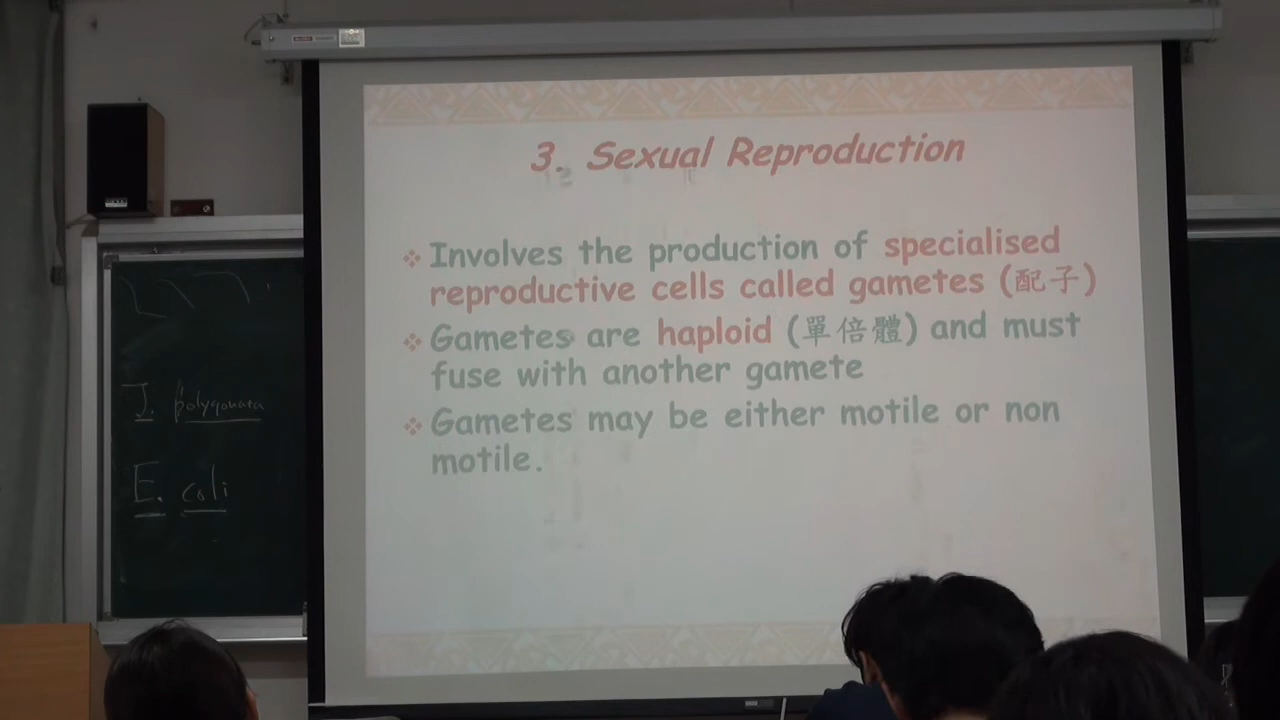 3. Sexual Reproduction
Involves the production of specialised
reproductive cells called gametes (配子)
Gametes are haploid (單倍體) and must
fuse with another gamete
Gametes may be either motile or non
motile.
J. polygonata
E. coli